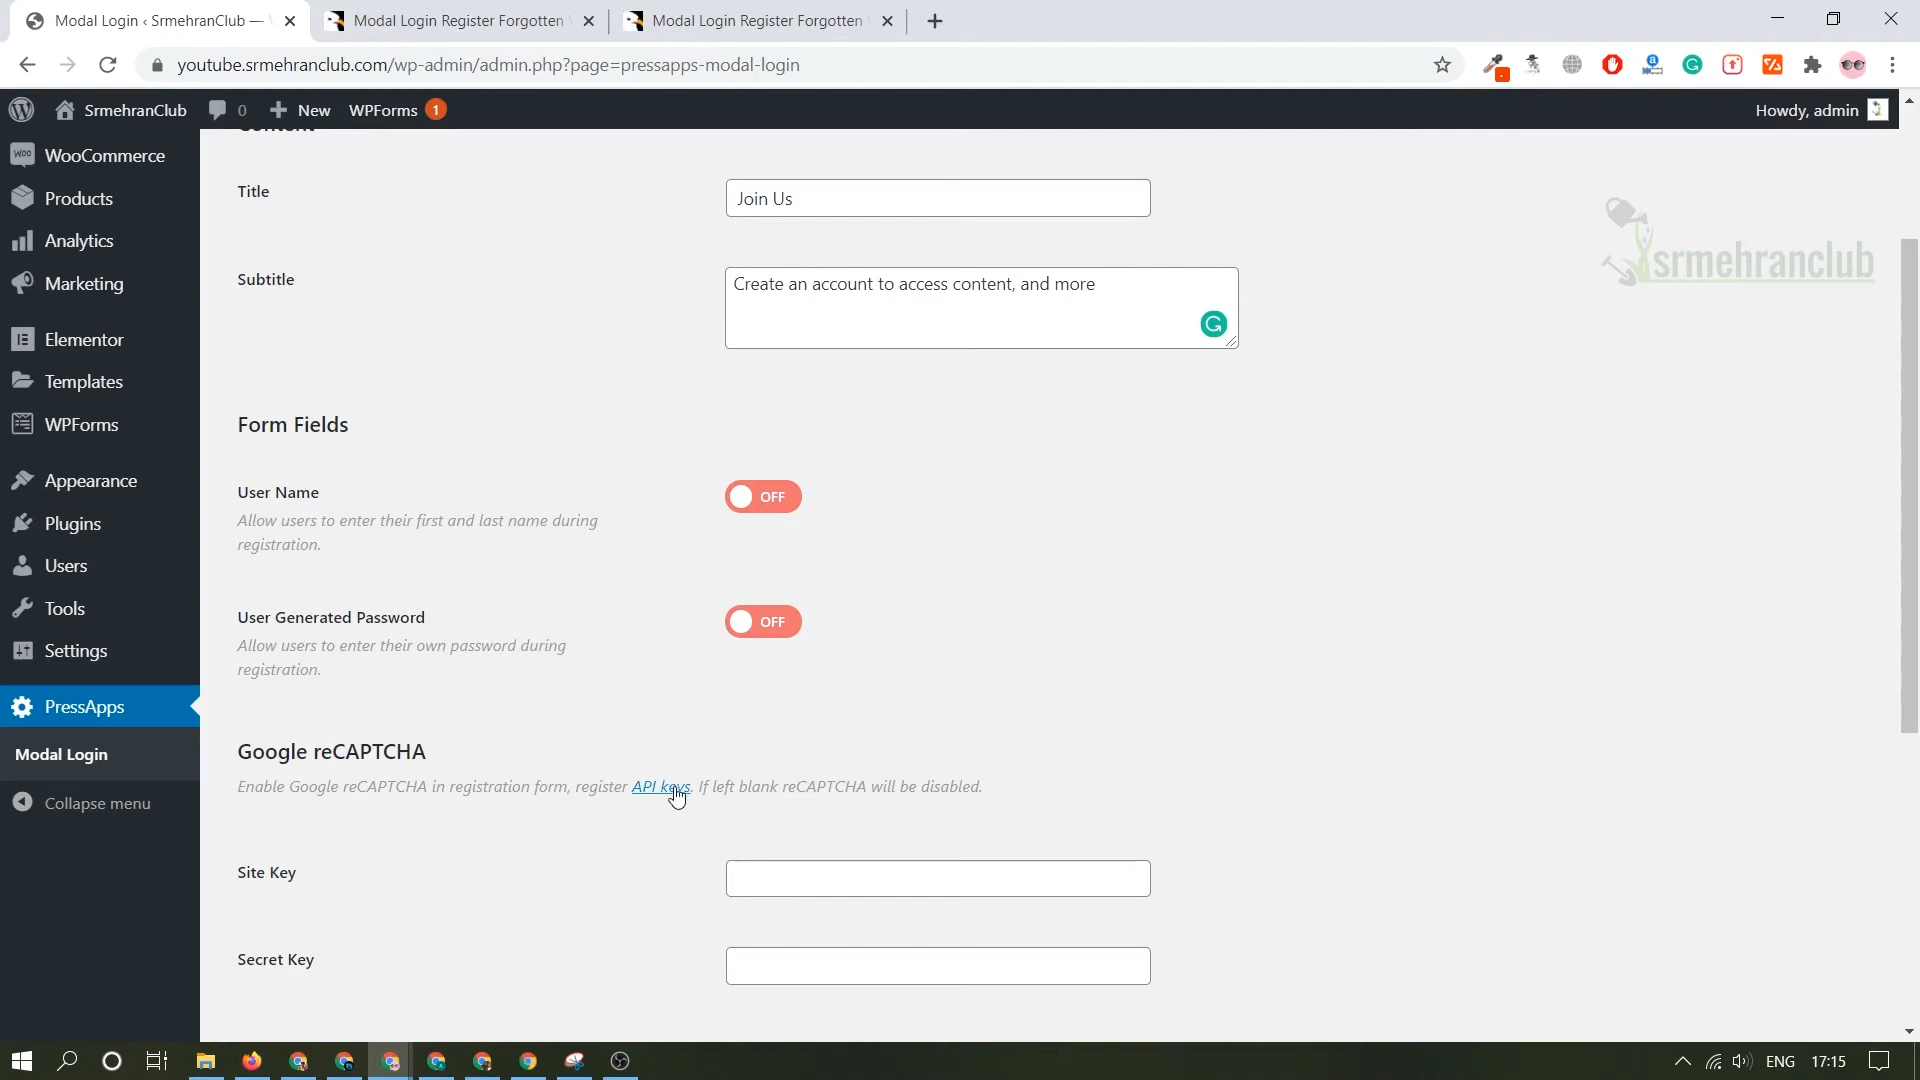 Modal Login ‹ SrmehranClub —
Modal Login Register Forgotten
Modal Login Register Forgotten
youtube.srmehranclub.com/wp-admin/admin.php?page=pressapps-modal-login
SrmehranClub
0
New
WPForms
1
Howdy, admin
WooCommerce
Products
Analytics
Marketing
Elementor
Templates
WPForms
Appearance
Plugins
Users
Tools
Settings
PressApps
Modal Login
Collapse menu
Content
Title
Join Us
Subtitle
Create an account to access content, and more
srmehranclub
Form Fields
User Name
OFF
Allow users to enter their first and last name during
registration.
User Generated Password
OFF
Allow users to enter their own password during
registration.
Google reCAPTCHA
Enable Google reCAPTCHA in registration form, register API keys. If left blank reCAPTCHA will be disabled.
Site Key
Secret Key
ENG
17:15